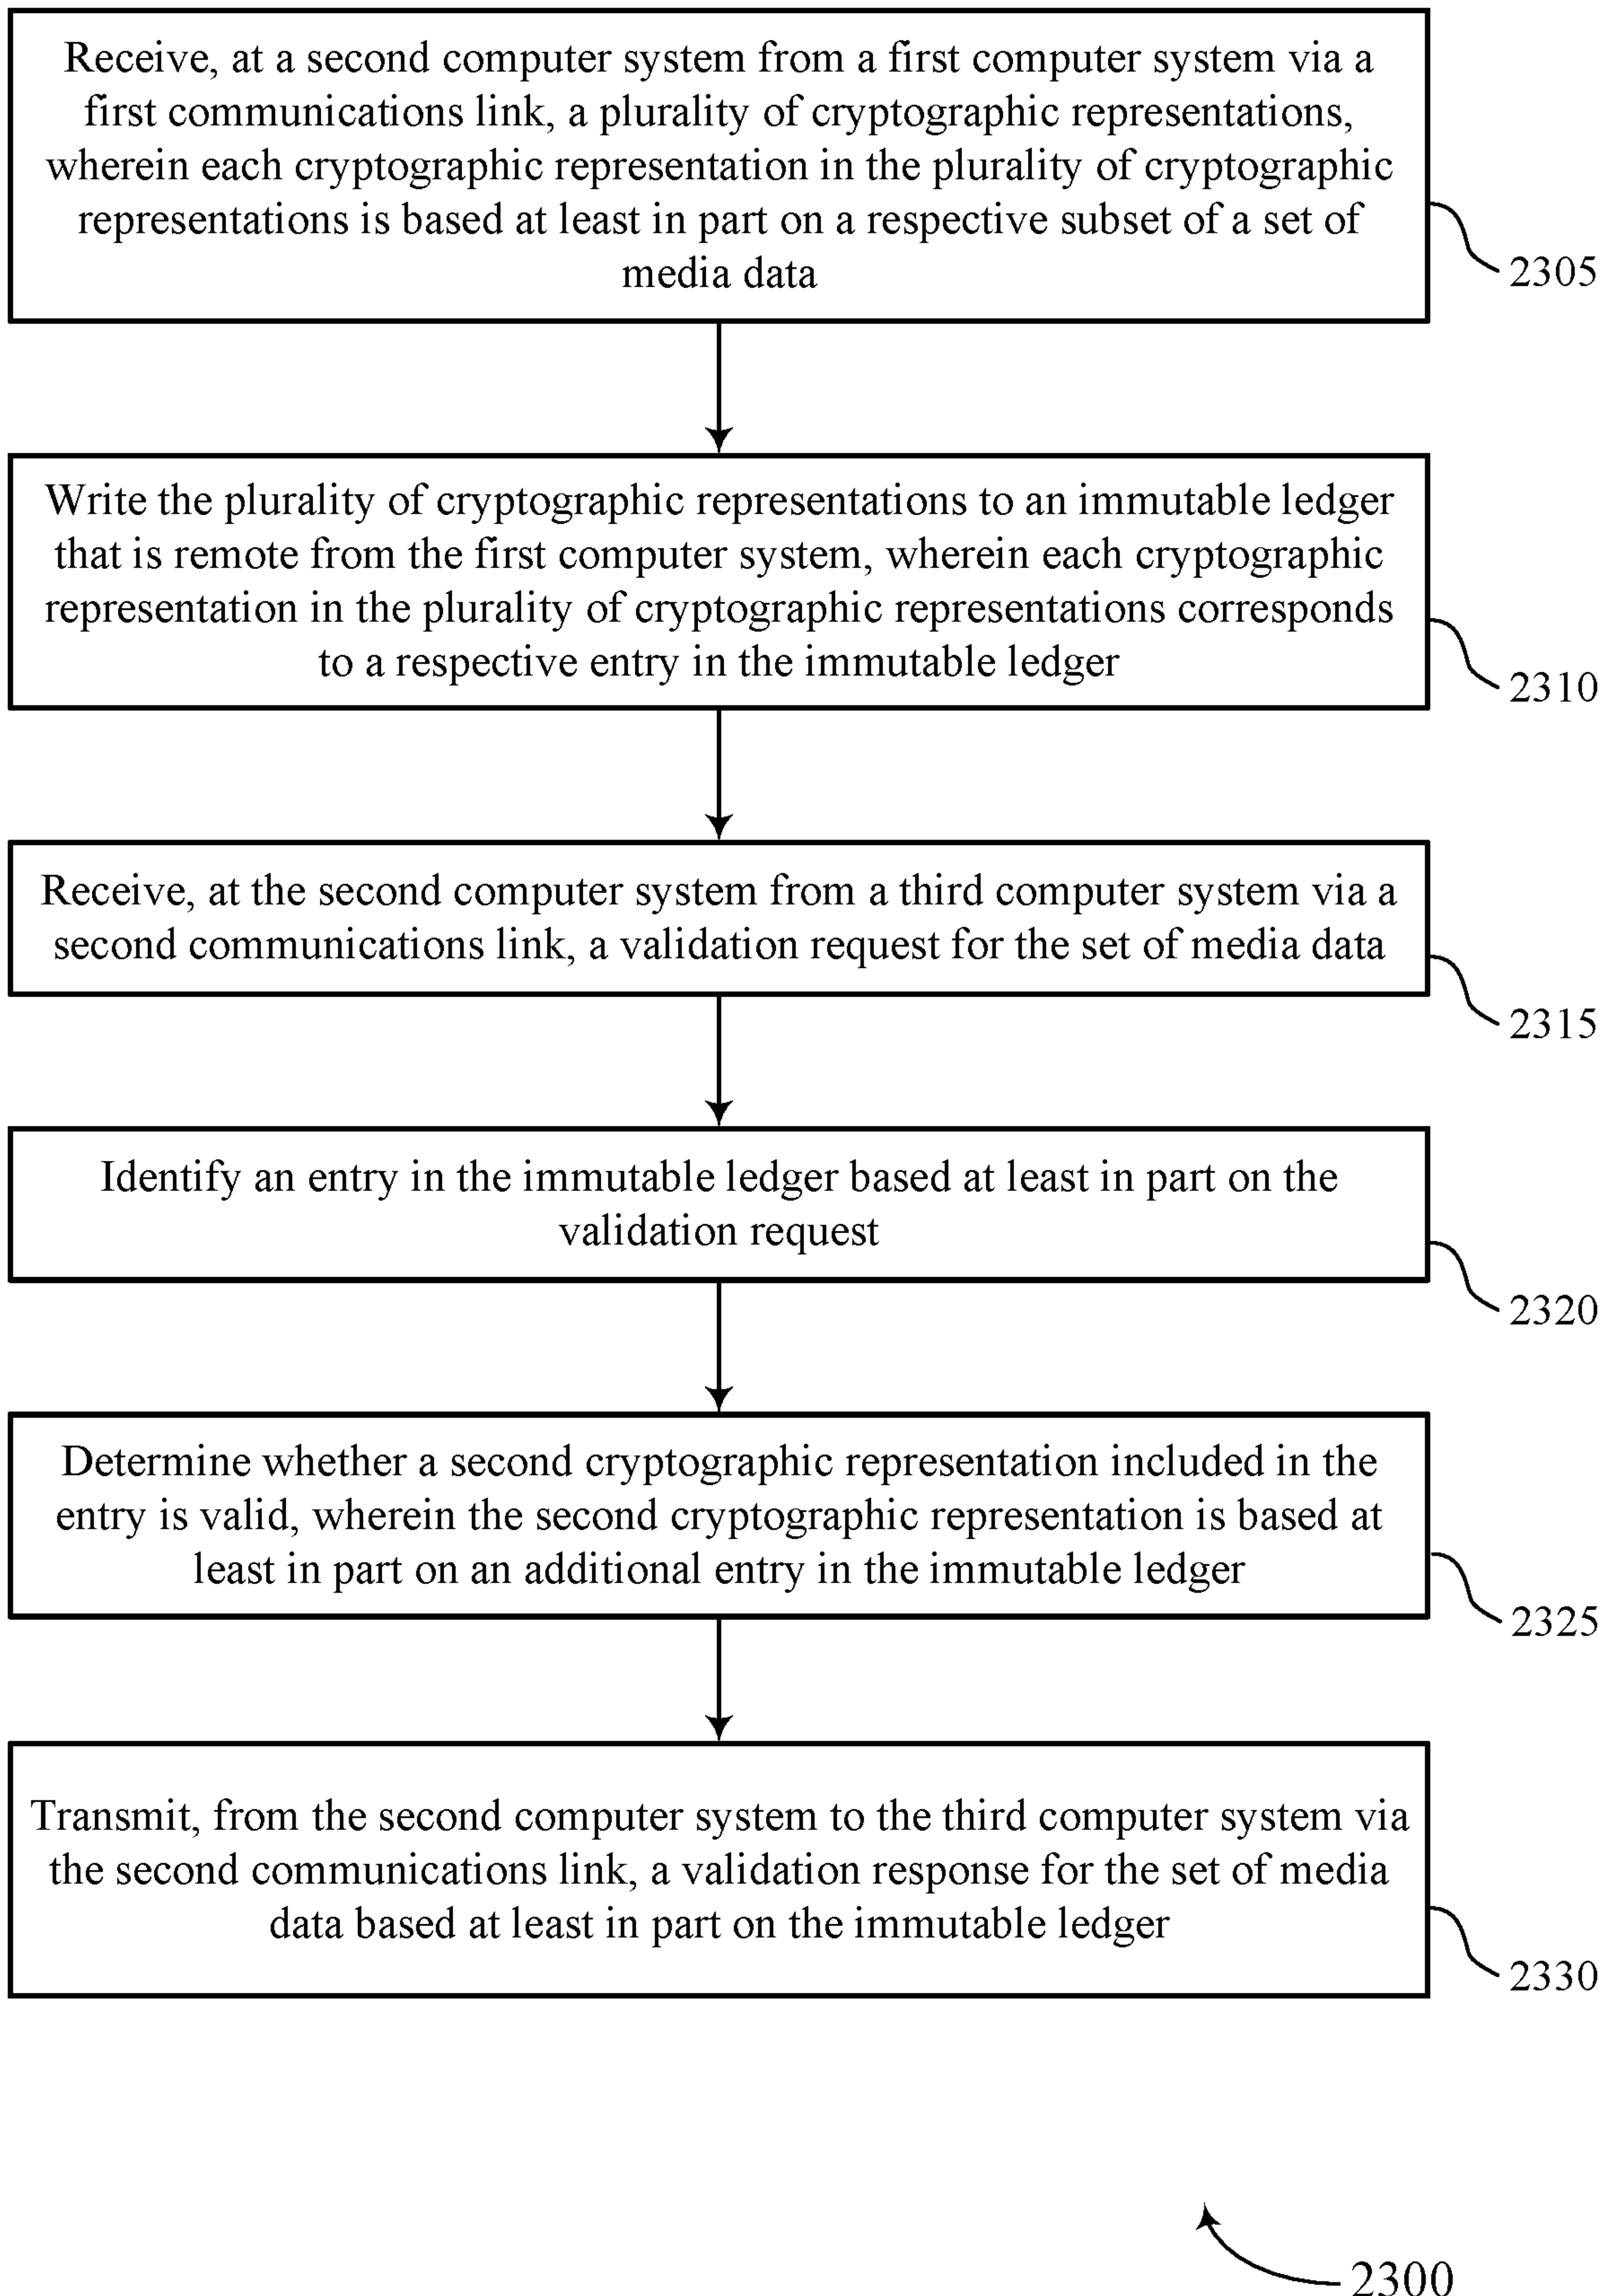 Receive, at a second computer system from a first computer system via a
first communications link, a plurality of cryptographic representations,
wherein each cryptographic representation in the plurality of cryptographic
representations is based at least in part on a respective subset of a set of
media data
2305
Write the plurality of cryptographic representations to an immutable ledger
that is remote from the first computer system, wherein each cryptographic
representation in the plurality of cryptographic representations corresponds
to a respective entry in the immutable ledger
2310
Receive, at the second computer system from a third computer system via a
second communications link, a validation request for the set of media data
2315
Identify an entry in the immutable ledger based at least in part on the
validation request
2320
Determine whether a second cryptographic representation included in the
entry is valid, wherein the second cryptographic representation is based at
least in part on an additional entry in the immutable ledger
2325
Transmit, from the second computer system to the third computer system via
the second communications link, a validation response for the set of media
data based at least in part on the immutable ledger
2330
2300